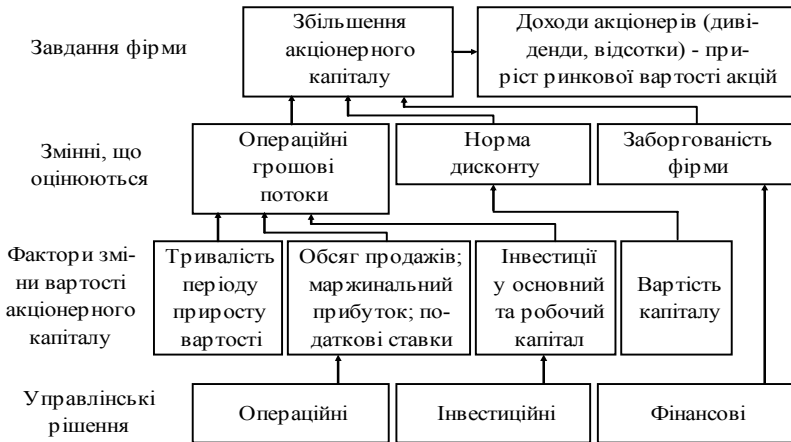 Завдання фірми
Збільшення
акціонерного
капіталу
Доходи акціонерів (диві-
денди, відсотки) - при-
ріст ринкової вартості акцій
Змінні, що
оцінюються
Операційні
грошові
потоки
Норма
дисконту
Заборгованість
фірми
Фактори змі-
ни вартості
акціонерного
капіталу
Тривалість
періоду
приросту
вартості
Обсяг продажів;
маржинальний
прибуток; по-
даткові ставки
Інвестиції
у основний
та робочий
капітал
Вартість
капіталу
Управлінські
рішення
Операційні
Інвестиційні
Фінансові